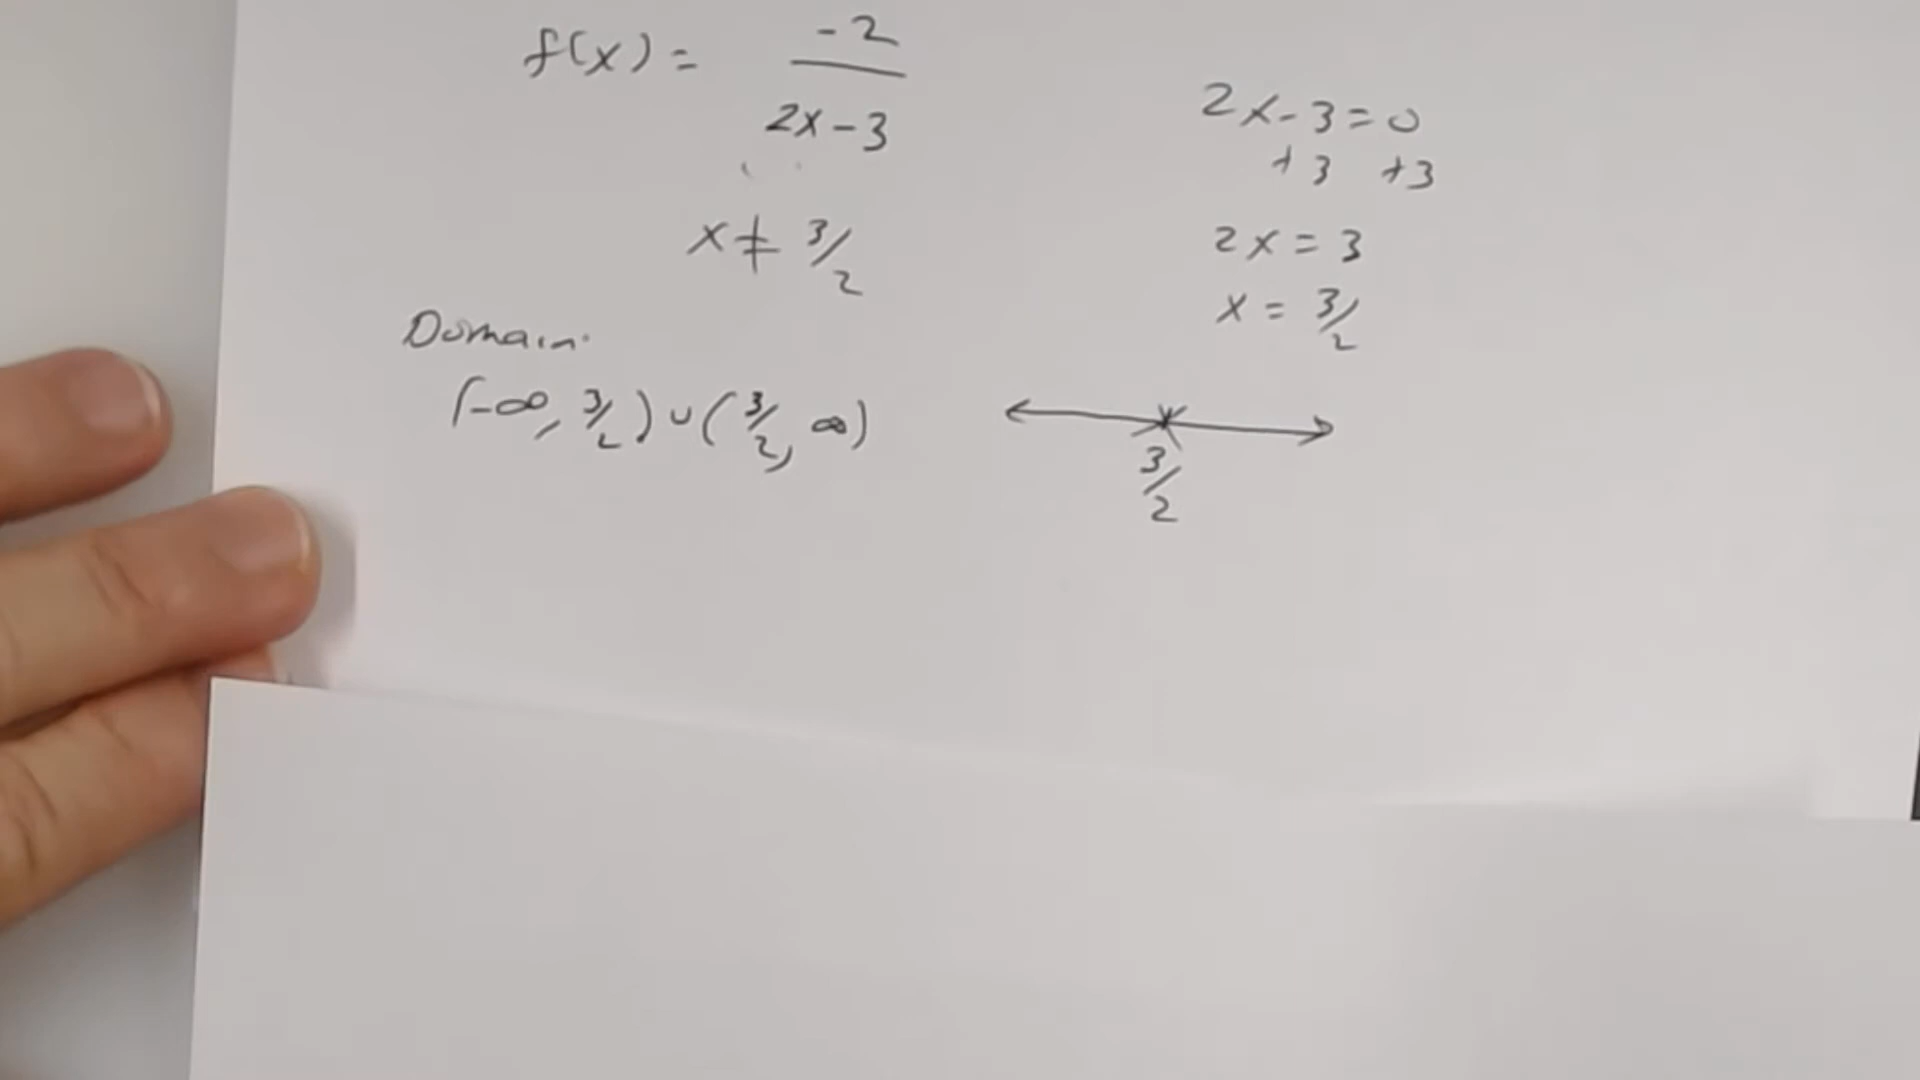 f(x) = -2
2x-3
x ≠ 3/2
2x-3=0
+3 +3
2x = 3
x = 3/2
Domain:
(-∞, 3/2) ∪ (3/2, ∞)
3/2